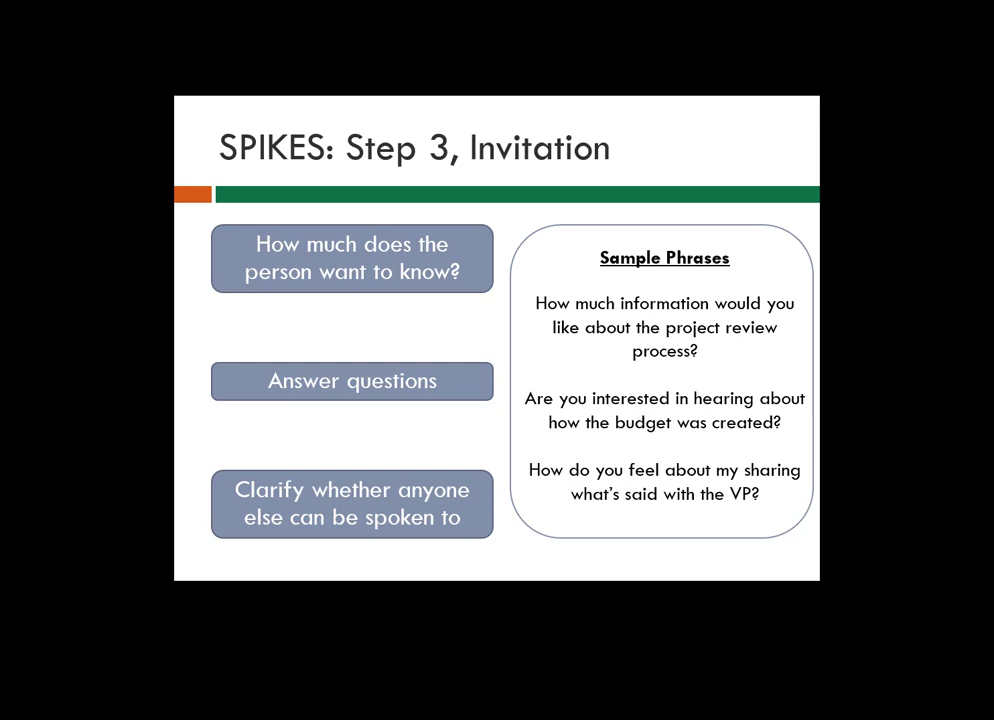 SPIKES: Step 3, Invitation
How much does the
person want to know?
Answer questions
Clarify whether anyone
else can be spoken to
Sample Phrases
How much information would you
like about the project review
process?
Are you interested in hearing about
how the budget was created?
How do you feel about my sharing
what's said with the VP?